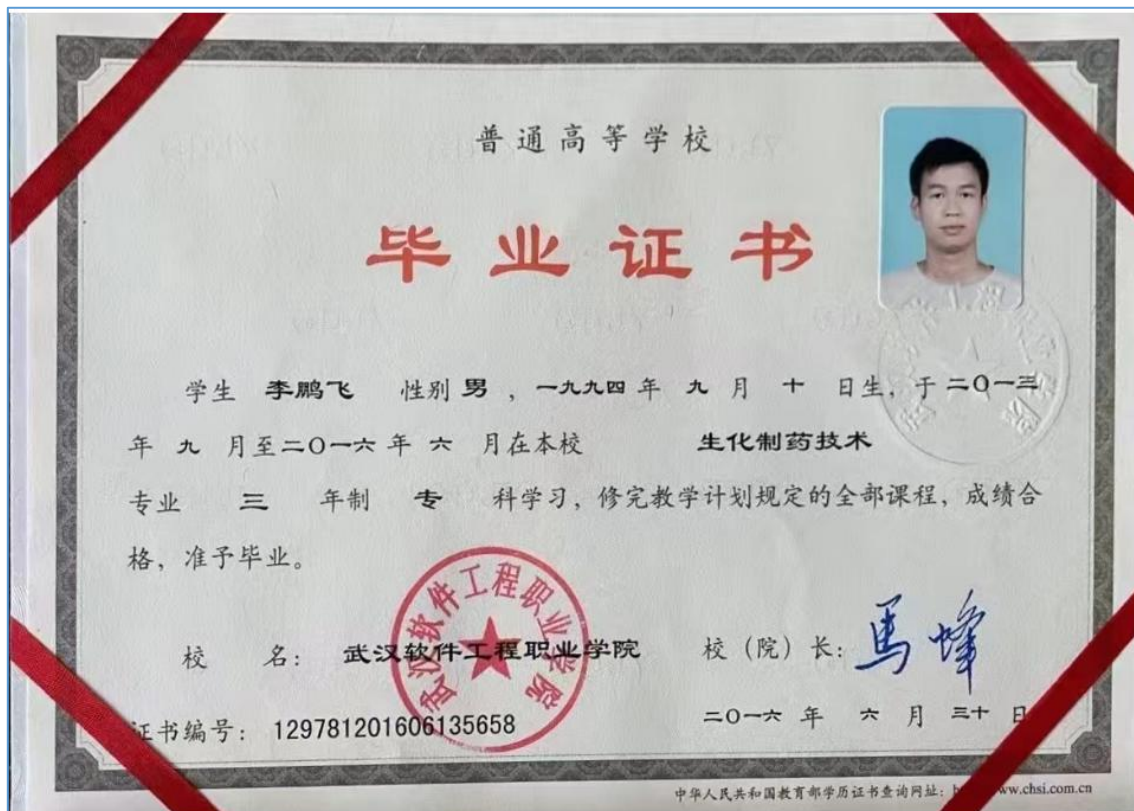 普通高等学校
毕业证书
学生 李鹏飞 性别 男 ,一九九四 年 九 月 十 日生,于二〇一三
年 九 月至二〇一六 年 六 月在本校 生化制药技术
专业 三 年制 专 科学习,修完教学计划规定的全部课程,成绩合
格,准予毕业。
校 名: 武汉软件工程职业学院 校(院)长: 馬蜂
武汉软件工程职业学院
证书编号: 129781201606135658 二〇一六 年 六 月 三十 日
中华人民共和国教育部学历证书查询网址: www.chsi.com.cn